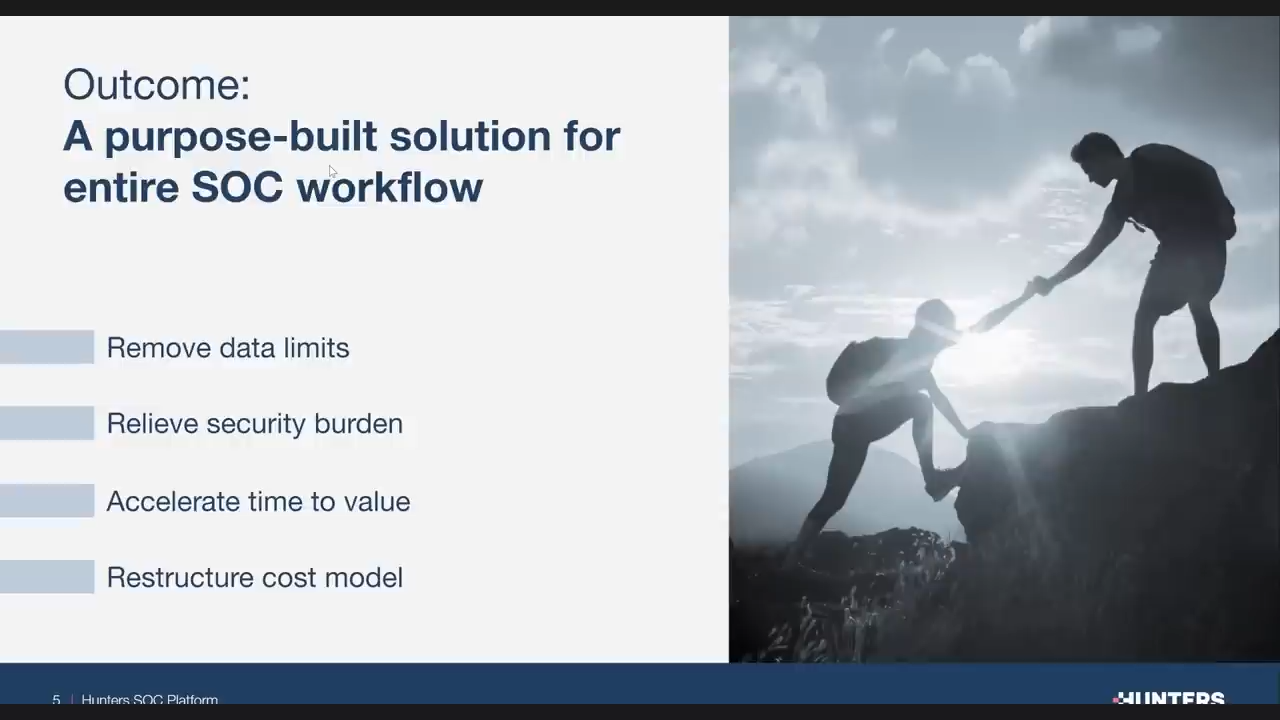 Outcome:
A purpose-built solution for
entire SOC workflow
Remove data limits
Relieve security burden
Accelerate time to value
Restructure cost model
5 | Hunters SOC Platform
HUNTERS